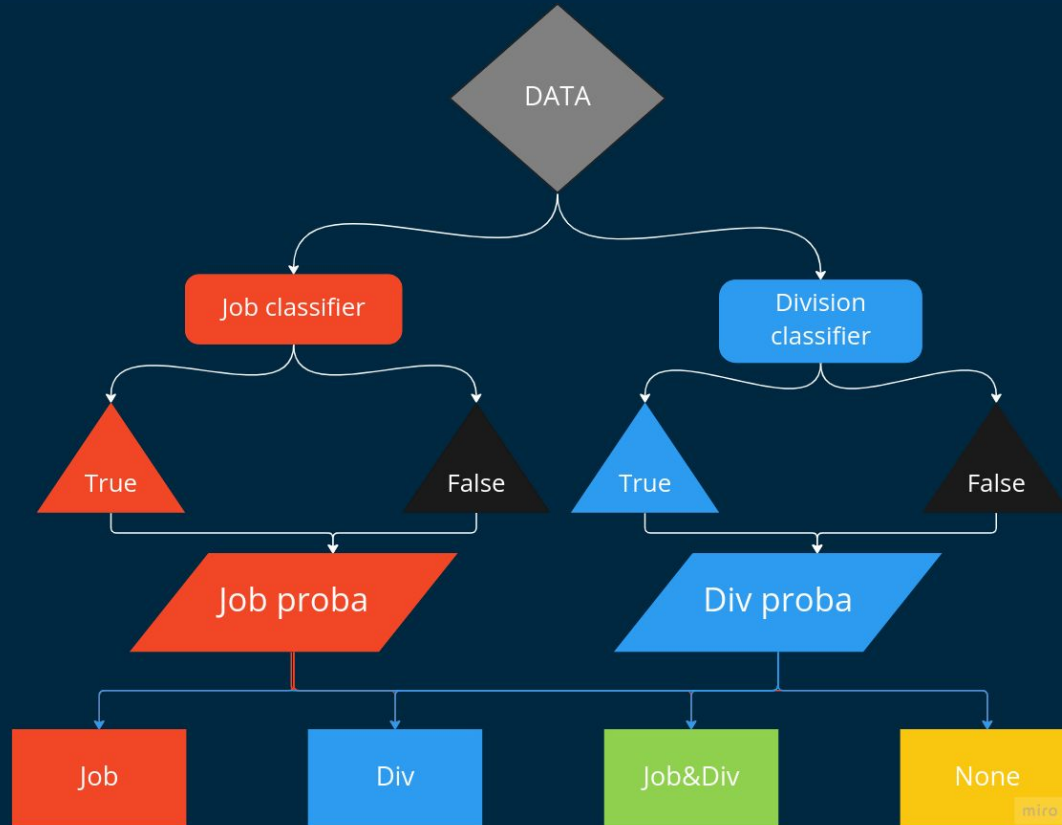 DATA
Job classifier
Division
classifier
True
False
True
False
Job proba
Div proba
Job
Div
Job&Div
None
miro